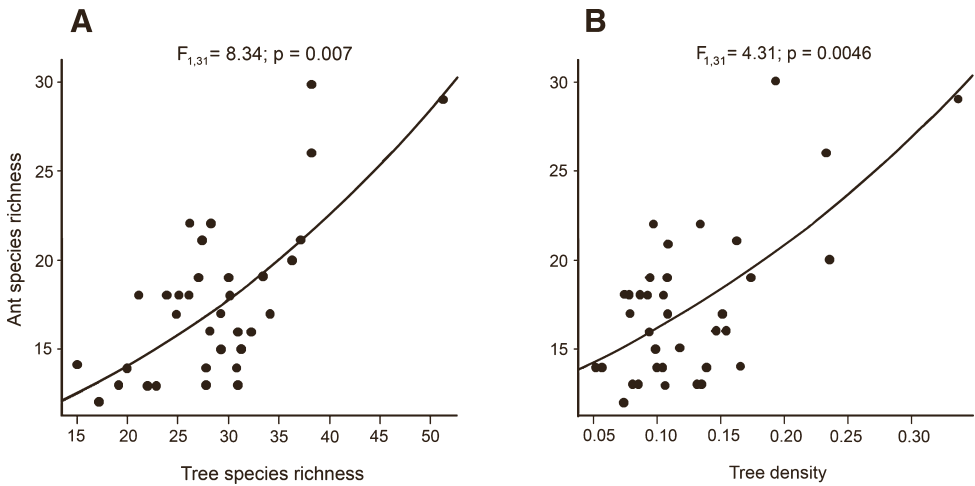 A
F1,31= 8.34; p = 0.007
30
25
20
15
Ant species richness
15 20 25 30 35 40 45 50
Tree species richness
B
F1,31= 4.31; p = 0.0046
30
25
20
15
0.05 0.10 0.15 0.20 0.25 0.30
Tree density